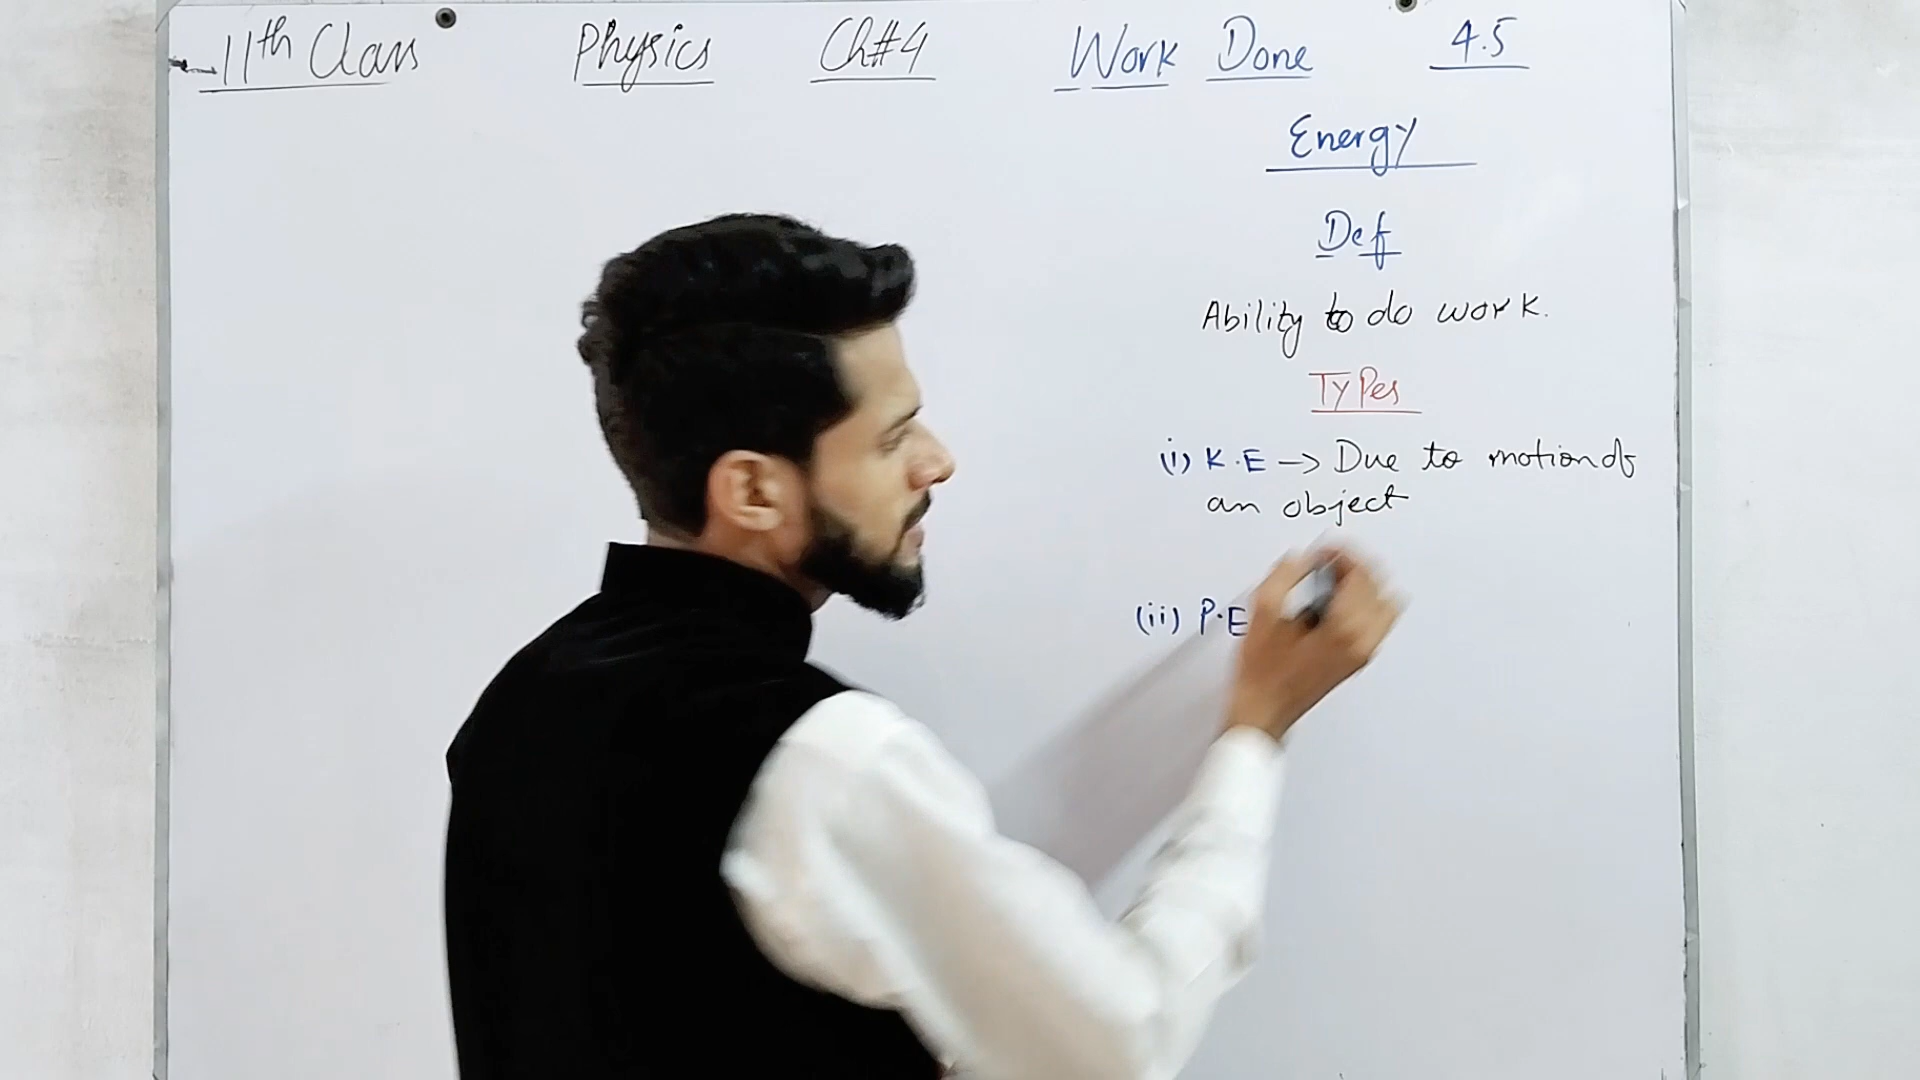 11th Class Physics Ch#4 Work Done 4.5
Energy
Def
Ability to do work.
Types
(i) K.E → Due to motion of
an object
(ii) P.E